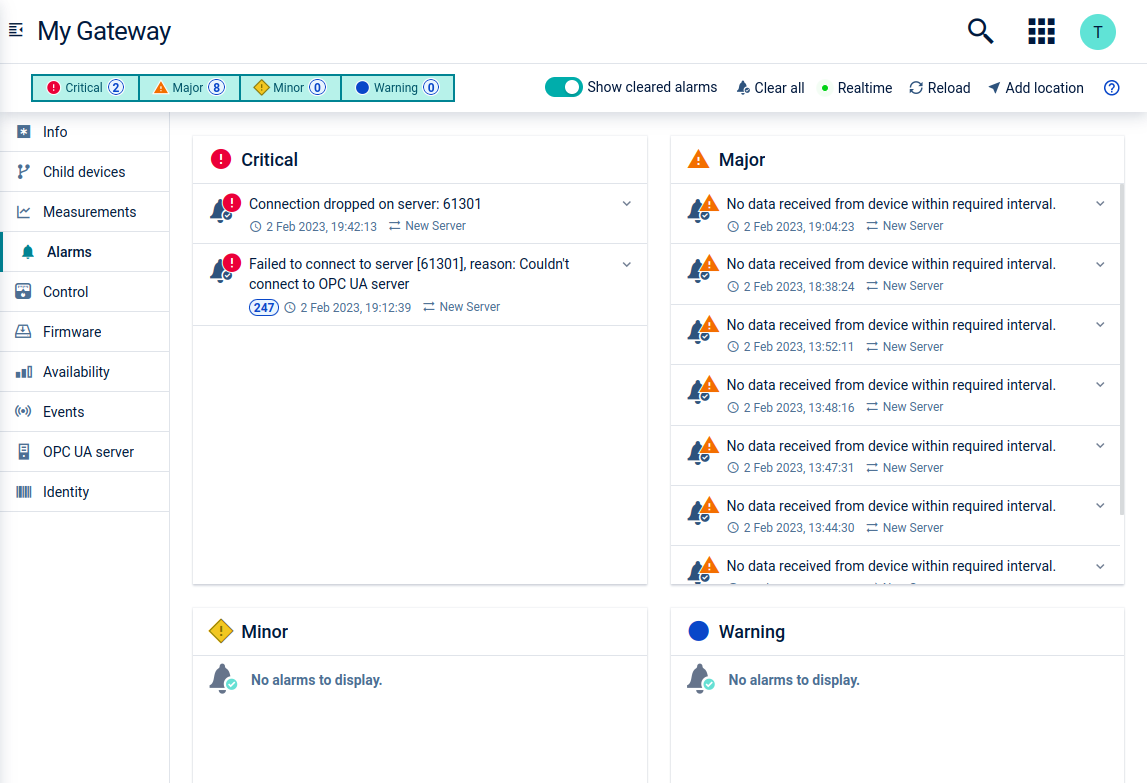 My Gateway
T
Critical 2
Major 8
Minor 0
Warning 0
Show cleared alarms
Clear all
Realtime
Reload
Add location
?
Info
Child devices
Measurements
Alarms
Control
Firmware
Availability
Events
OPC UA server
Identity
Critical
Connection dropped on server: 61301
2 Feb 2023, 19:42:13 New Server
Failed to connect to server [61301], reason: Couldn't
connect to OPC UA server
247 2 Feb 2023, 19:12:39 New Server
Major
No data received from device within required interval.
2 Feb 2023, 19:04:23 New Server
No data received from device within required interval.
2 Feb 2023, 18:38:24 New Server
No data received from device within required interval.
2 Feb 2023, 13:52:11 New Server
No data received from device within required interval.
2 Feb 2023, 13:48:16 New Server
No data received from device within required interval.
2 Feb 2023, 13:47:31 New Server
No data received from device within required interval.
2 Feb 2023, 13:44:30 New Server
No data received from device within required interval.
Minor
No alarms to display.
Warning
No alarms to display.